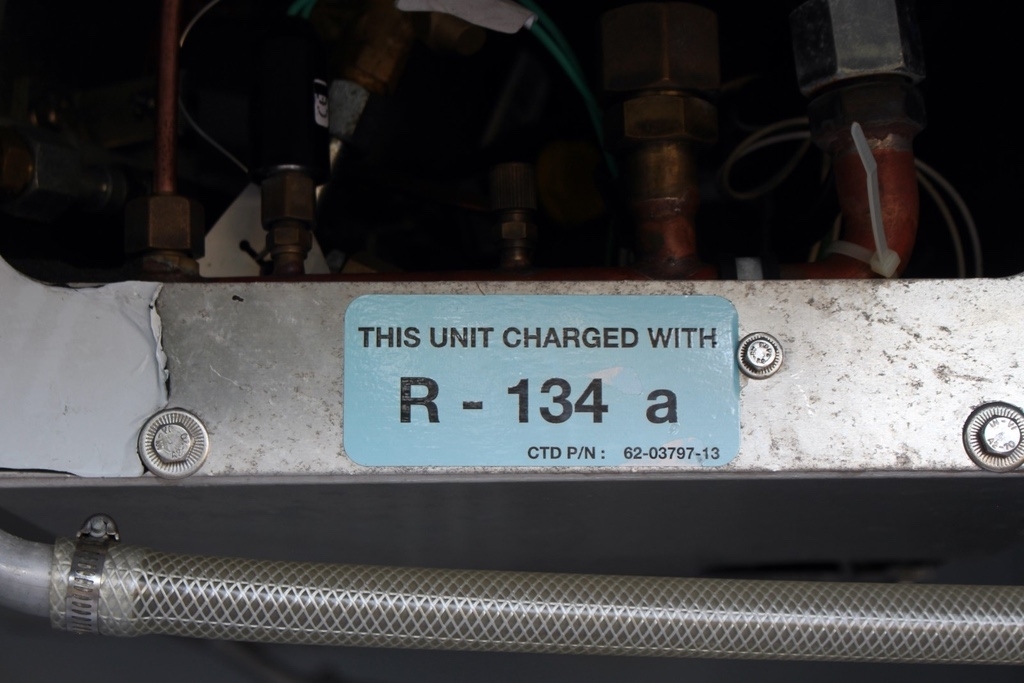 THIS UNIT CHARGED WITH
R - 134 a
CTD P/N : 62-03797-13